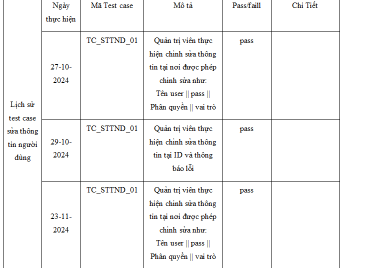 Ngày
thực hiện
Mã Test case
Mô tả
Pass/faill
Chi Tiết
Lịch sử
test case
sửa thông
tin người
dùng
27-10-
2024
TC_STTND_01
Quản trị viên thực
hiện chỉnh sửa thông
tin tại nơi được phép
chỉnh sửa như:
Tên user || pass ||
Phân quyền || vai trò
pass
29-10-
2024
TC_STTND_01
Quản trị viên thực
hiện chỉnh sửa thông
tin tại ID và thông
báo lỗi
pass
23-11-
2024
TC_STTND_01
Quản trị viên thực
hiện chỉnh sửa thông
tin tại nơi được phép
chỉnh sửa như:
Tên user || pass ||
Phân quyền || vai trò
pass